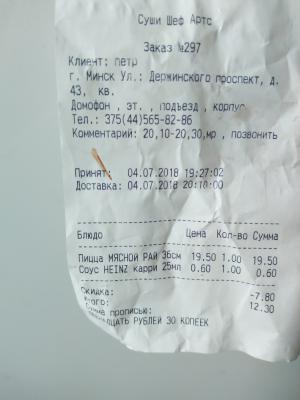 Суши Шеф Артс
Заказ №297
Клиент: петр
г. Минск Ул.: Держинского проспект, д.
43, кв.
Домофон , эт. , подъезд , корпус
Тел.: 375(44)565-82-86
Комментарий: 20,10-20,30,мр , позвонить
Принят: 04.07.2018 19:27:02
Доставка: 04.07.2018 20:10:00
Блюдо Цена Кол-во Сумма
Пицца МЯСНОЙ РАЙ 36см 19.50 1.00 19.50
Соус HEINZ карри 25мл 0.60 1.00 0.60
Скидка: -7.80
Итого: 12.30
Сумма прописью:
РУБЛЕЙ 30 КОПЕЕК